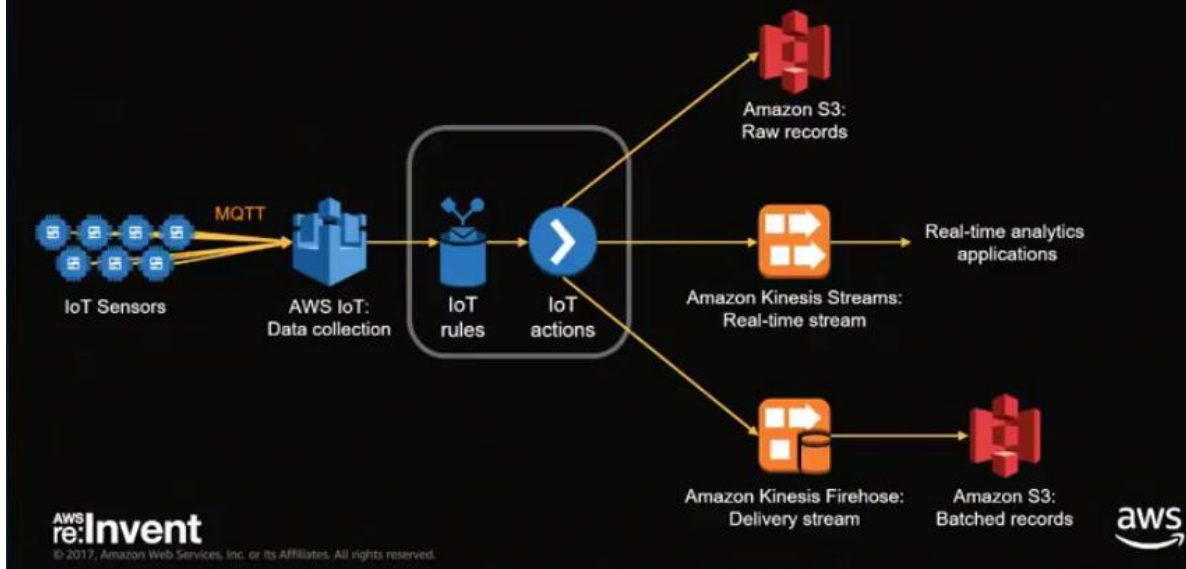 Amazon S3:
Raw records
MQTT
IoT Sensors
AWS IoT:
Data collection
IoT
rules
IoT
actions
Amazon Kinesis Streams:
Real-time stream
Real-time analytics
applications
Amazon Kinesis Firehose:
Delivery stream
Amazon S3:
Batched records
AWS
re:Invent
© 2017, Amazon Web Services, Inc. or its Affiliates. All rights reserved.
aws